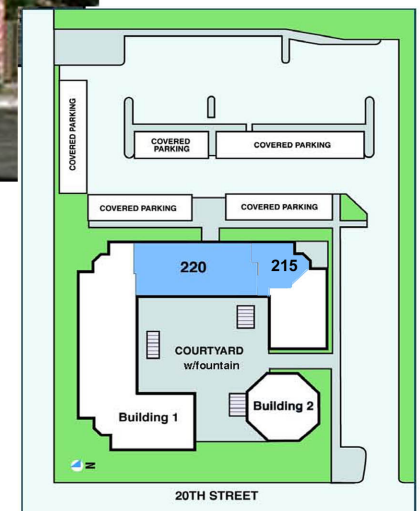 COVERED PARKING
COVERED
PARKING
COVERED PARKING
COVERED PARKING
COVERED PARKING
220
215
COURTYARD
w/fountain
Building 1
Building 2
N
20TH STREET